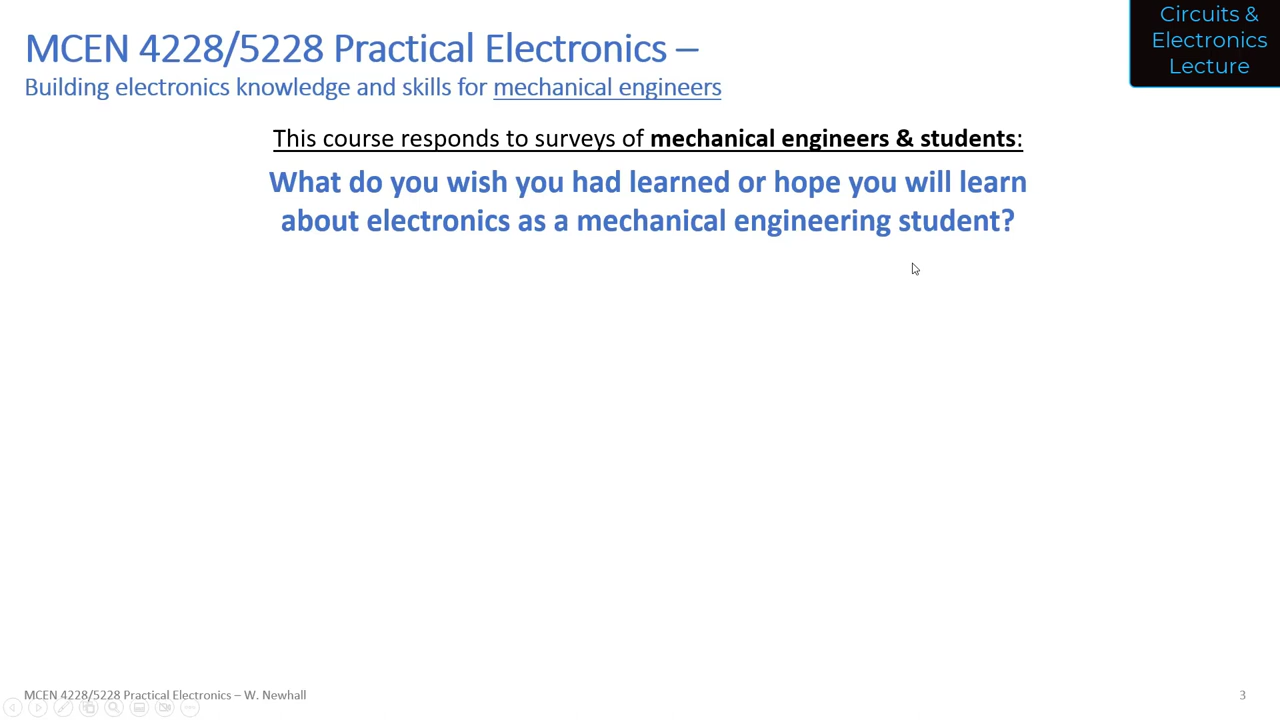 MCEN 4228/5228 Practical Electronics –
Building electronics knowledge and skills for mechanical engineers
Circuits &
Electronics
Lecture
This course responds to surveys of mechanical engineers & students:
What do you wish you had learned or hope you will learn
about electronics as a mechanical engineering student?
MCEN 4228/5228 Practical Electronics – W. Newhall
3